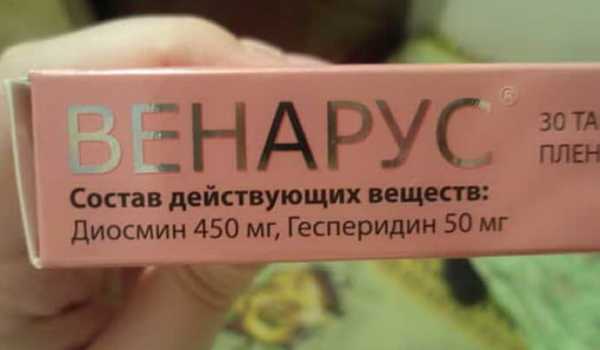 ВЕНАРУС®
30 ТА
ПЛЕН
Состав действующих веществ:
Диосмин 450 мг, Гесперидин 50 мг